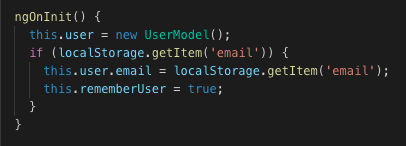 ngOnInit() {
  this.user = new UserModel();
  if (localStorage.getItem('email')) {
    this.user.email = localStorage.getItem('email');
    this.rememberUser = true;
  }
}